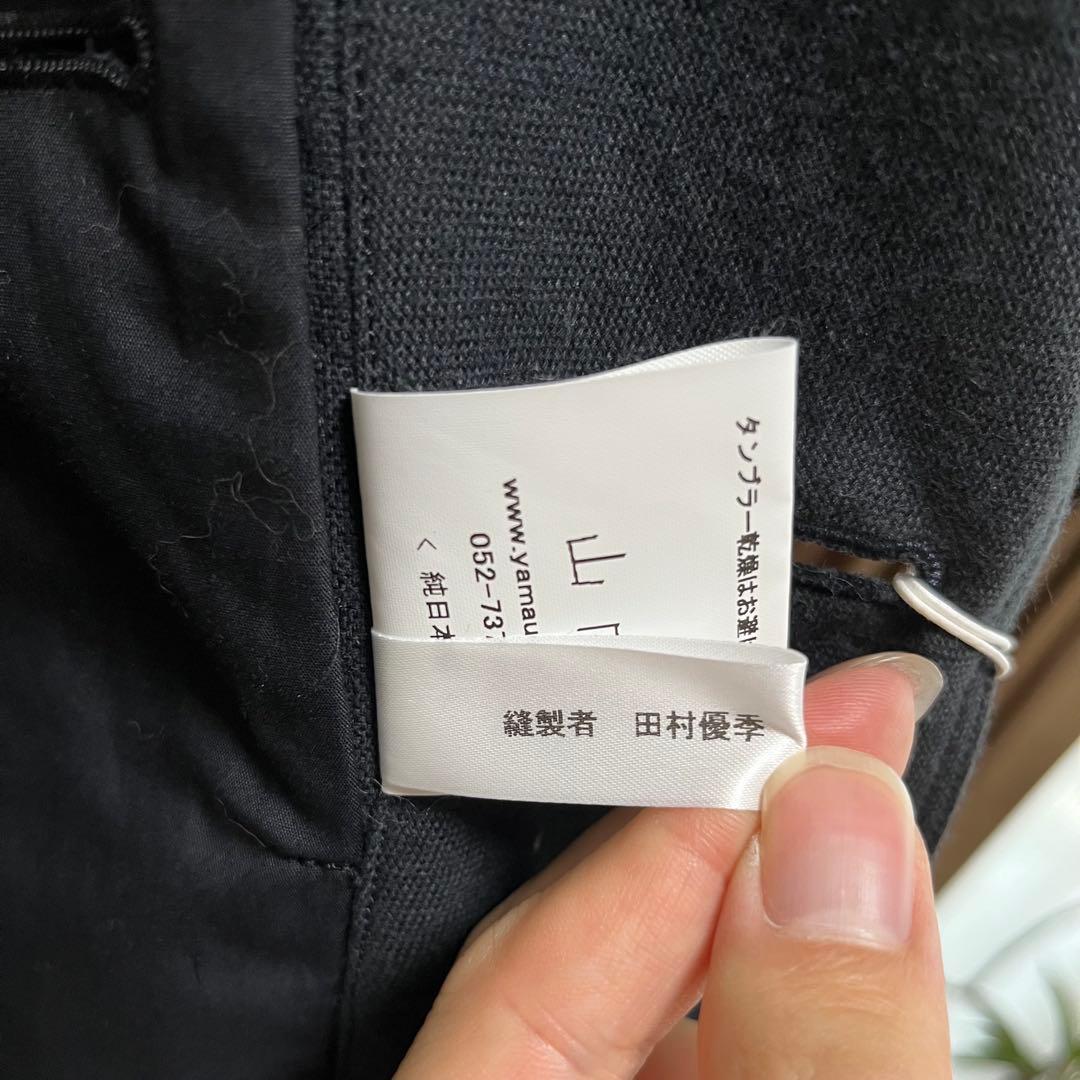 タンブラー乾燥はお避け
山
www.yamau
052-737
< 純日本
縫製者 田村優季